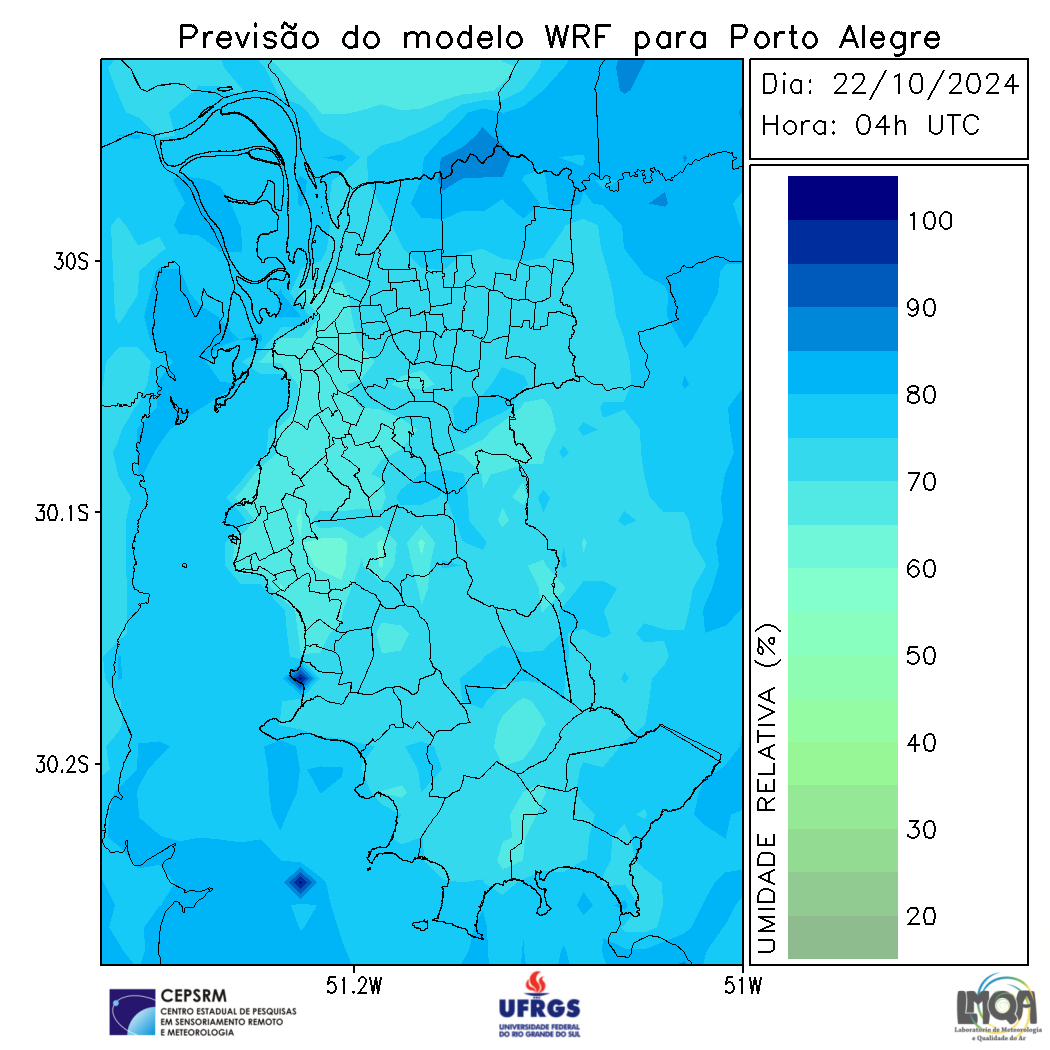 Previsão do modelo WRF para Porto Alegre
Dia: 22/10/2024
Hora: 04h UTC
30S
30.1S
30.2S
51.2W
51W
UMIDADE RELATIVA (%)
100
90
80
70
60
50
40
30
20
CEPSRM
CENTRO ESTADUAL DE PESQUISAS
EM SENSORIAMENTO REMOTO
E METEOROLOGIA
UFRGS
UNIVERSIDADE FEDERAL
DO RIO GRANDE DO SUL
LMQA
Laboratório de Meteorologia
e Qualidade do Ar